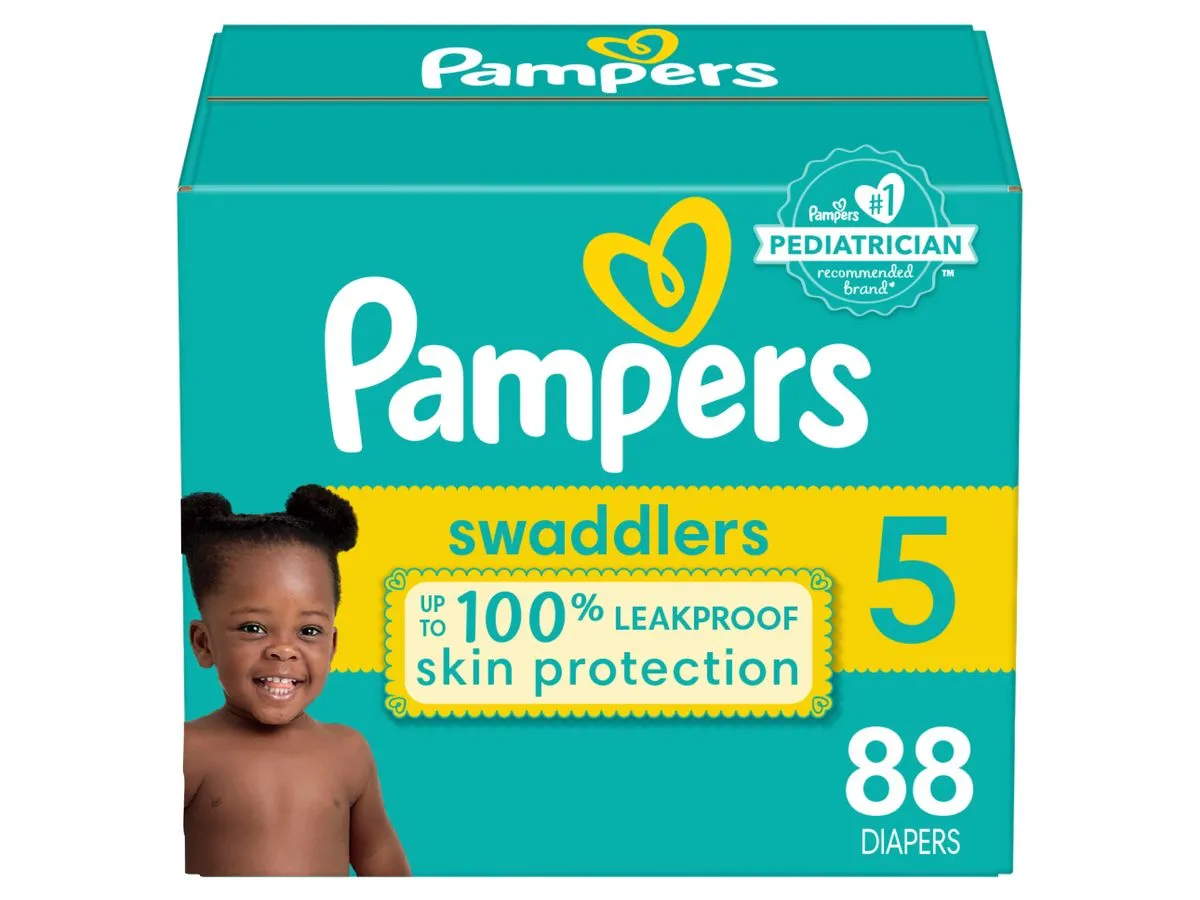 Pampers
Pampers #1
PEDIATRICIAN
recommended ™
brand*
Pampers
swaddlers
5
UP TO 100% LEAKPROOF
skin protection
88
DIAPERS